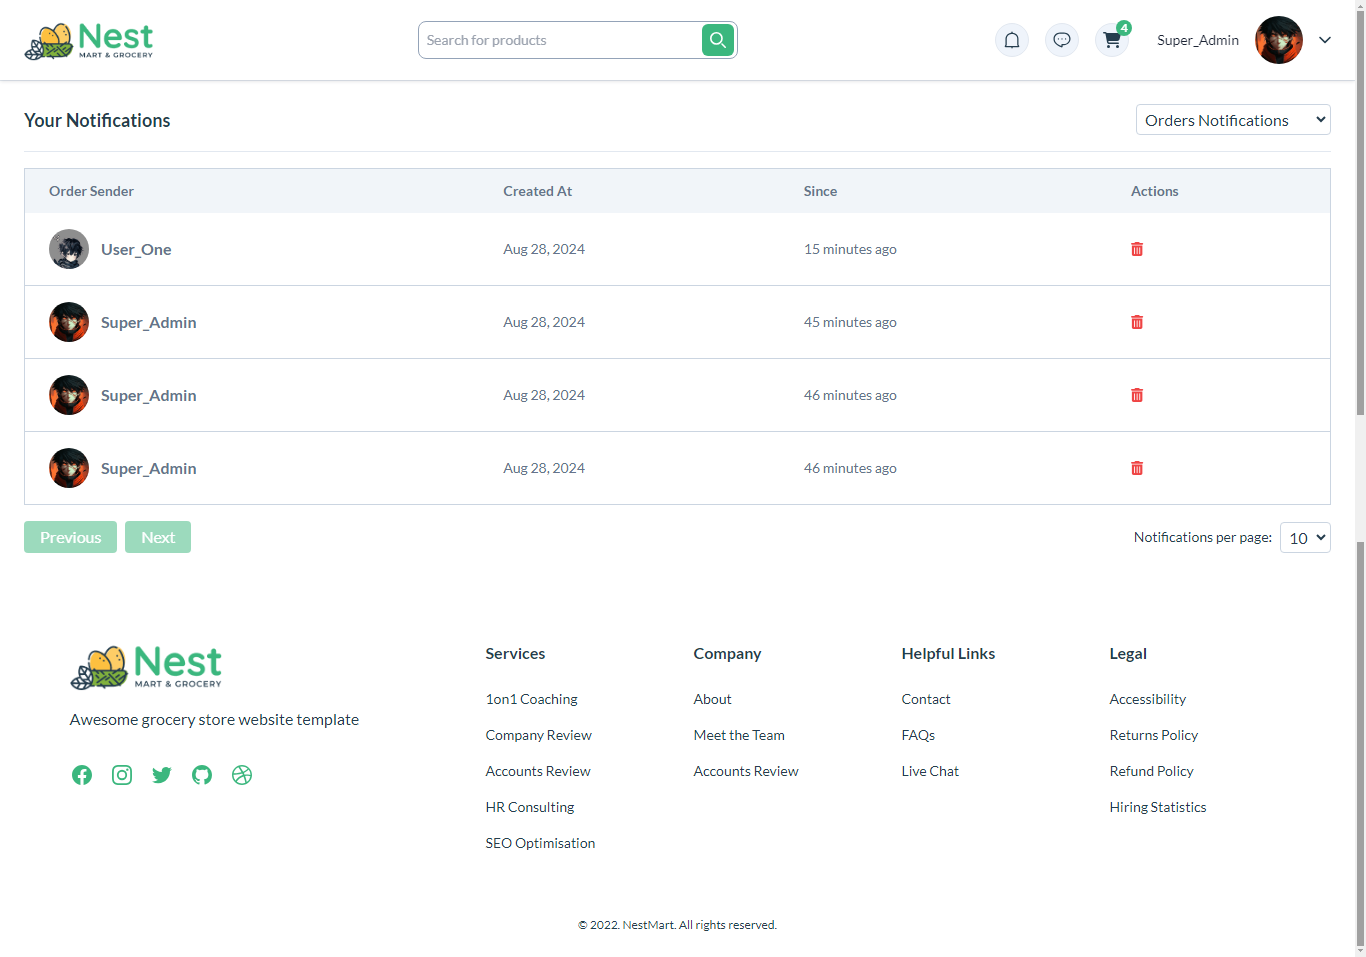 Nest
MART & GROCERY
Search for products
4
Super_Admin
Your Notifications
Orders Notifications
Order Sender Created At Since Actions
User_One Aug 28, 2024 15 minutes ago
Super_Admin Aug 28, 2024 45 minutes ago
Super_Admin Aug 28, 2024 46 minutes ago
Super_Admin Aug 28, 2024 46 minutes ago
Previous Next Notifications per page: 10
Nest
MART & GROCERY
Awesome grocery store website template
Services
1on1 Coaching
Company Review
Accounts Review
HR Consulting
SEO Optimisation
Company
About
Meet the Team
Accounts Review
Helpful Links
Contact
FAQs
Live Chat
Legal
Accessibility
Returns Policy
Refund Policy
Hiring Statistics
© 2022. NestMart. All rights reserved.